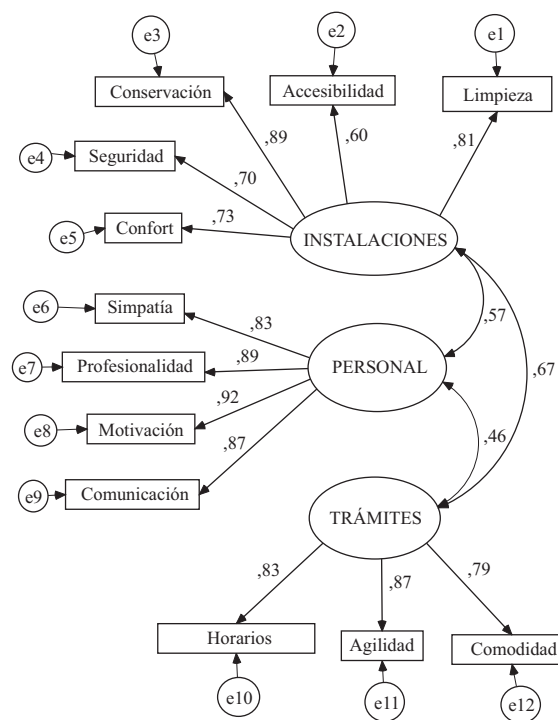 e3
e2
e1
Conservación
Accesibilidad
Limpieza
,89
,60
,81
e4
Seguridad
,70
e5
Confort
,73
INSTALACIONES
e6
Simpatía
,83
,57
e7
Profesionalidad
,89
PERSONAL
,67
e8
Motivación
,92
,46
e9
Comunicación
,87
TRÁMITES
,83
,87
,79
Horarios
Agilidad
Comodidad
e10
e11
e12